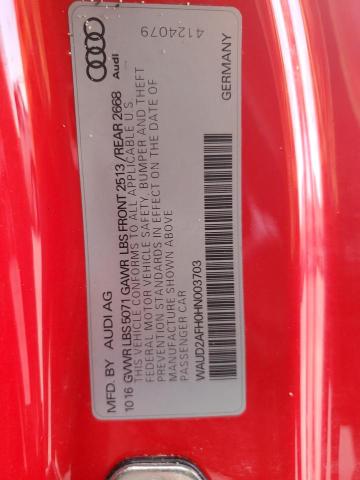 MFD. BY AUDI AG
1016 GVWR LBS 5071 GAWR LBS FRONT 2513 /REAR 2668
THIS VEHICLE CONFORMS TO ALL APPLICABLE U S
FEDERAL MOTOR VEHICLE SAFETY, BUMPER AND THEFT
PREVENTION STANDARDS IN EFFECT ON THE DATE OF
MANUFACTURE SHOWN ABOVE
PASSENGER CAR
WAUD2AFH0HN003703
GERMANY
Audi
4124079